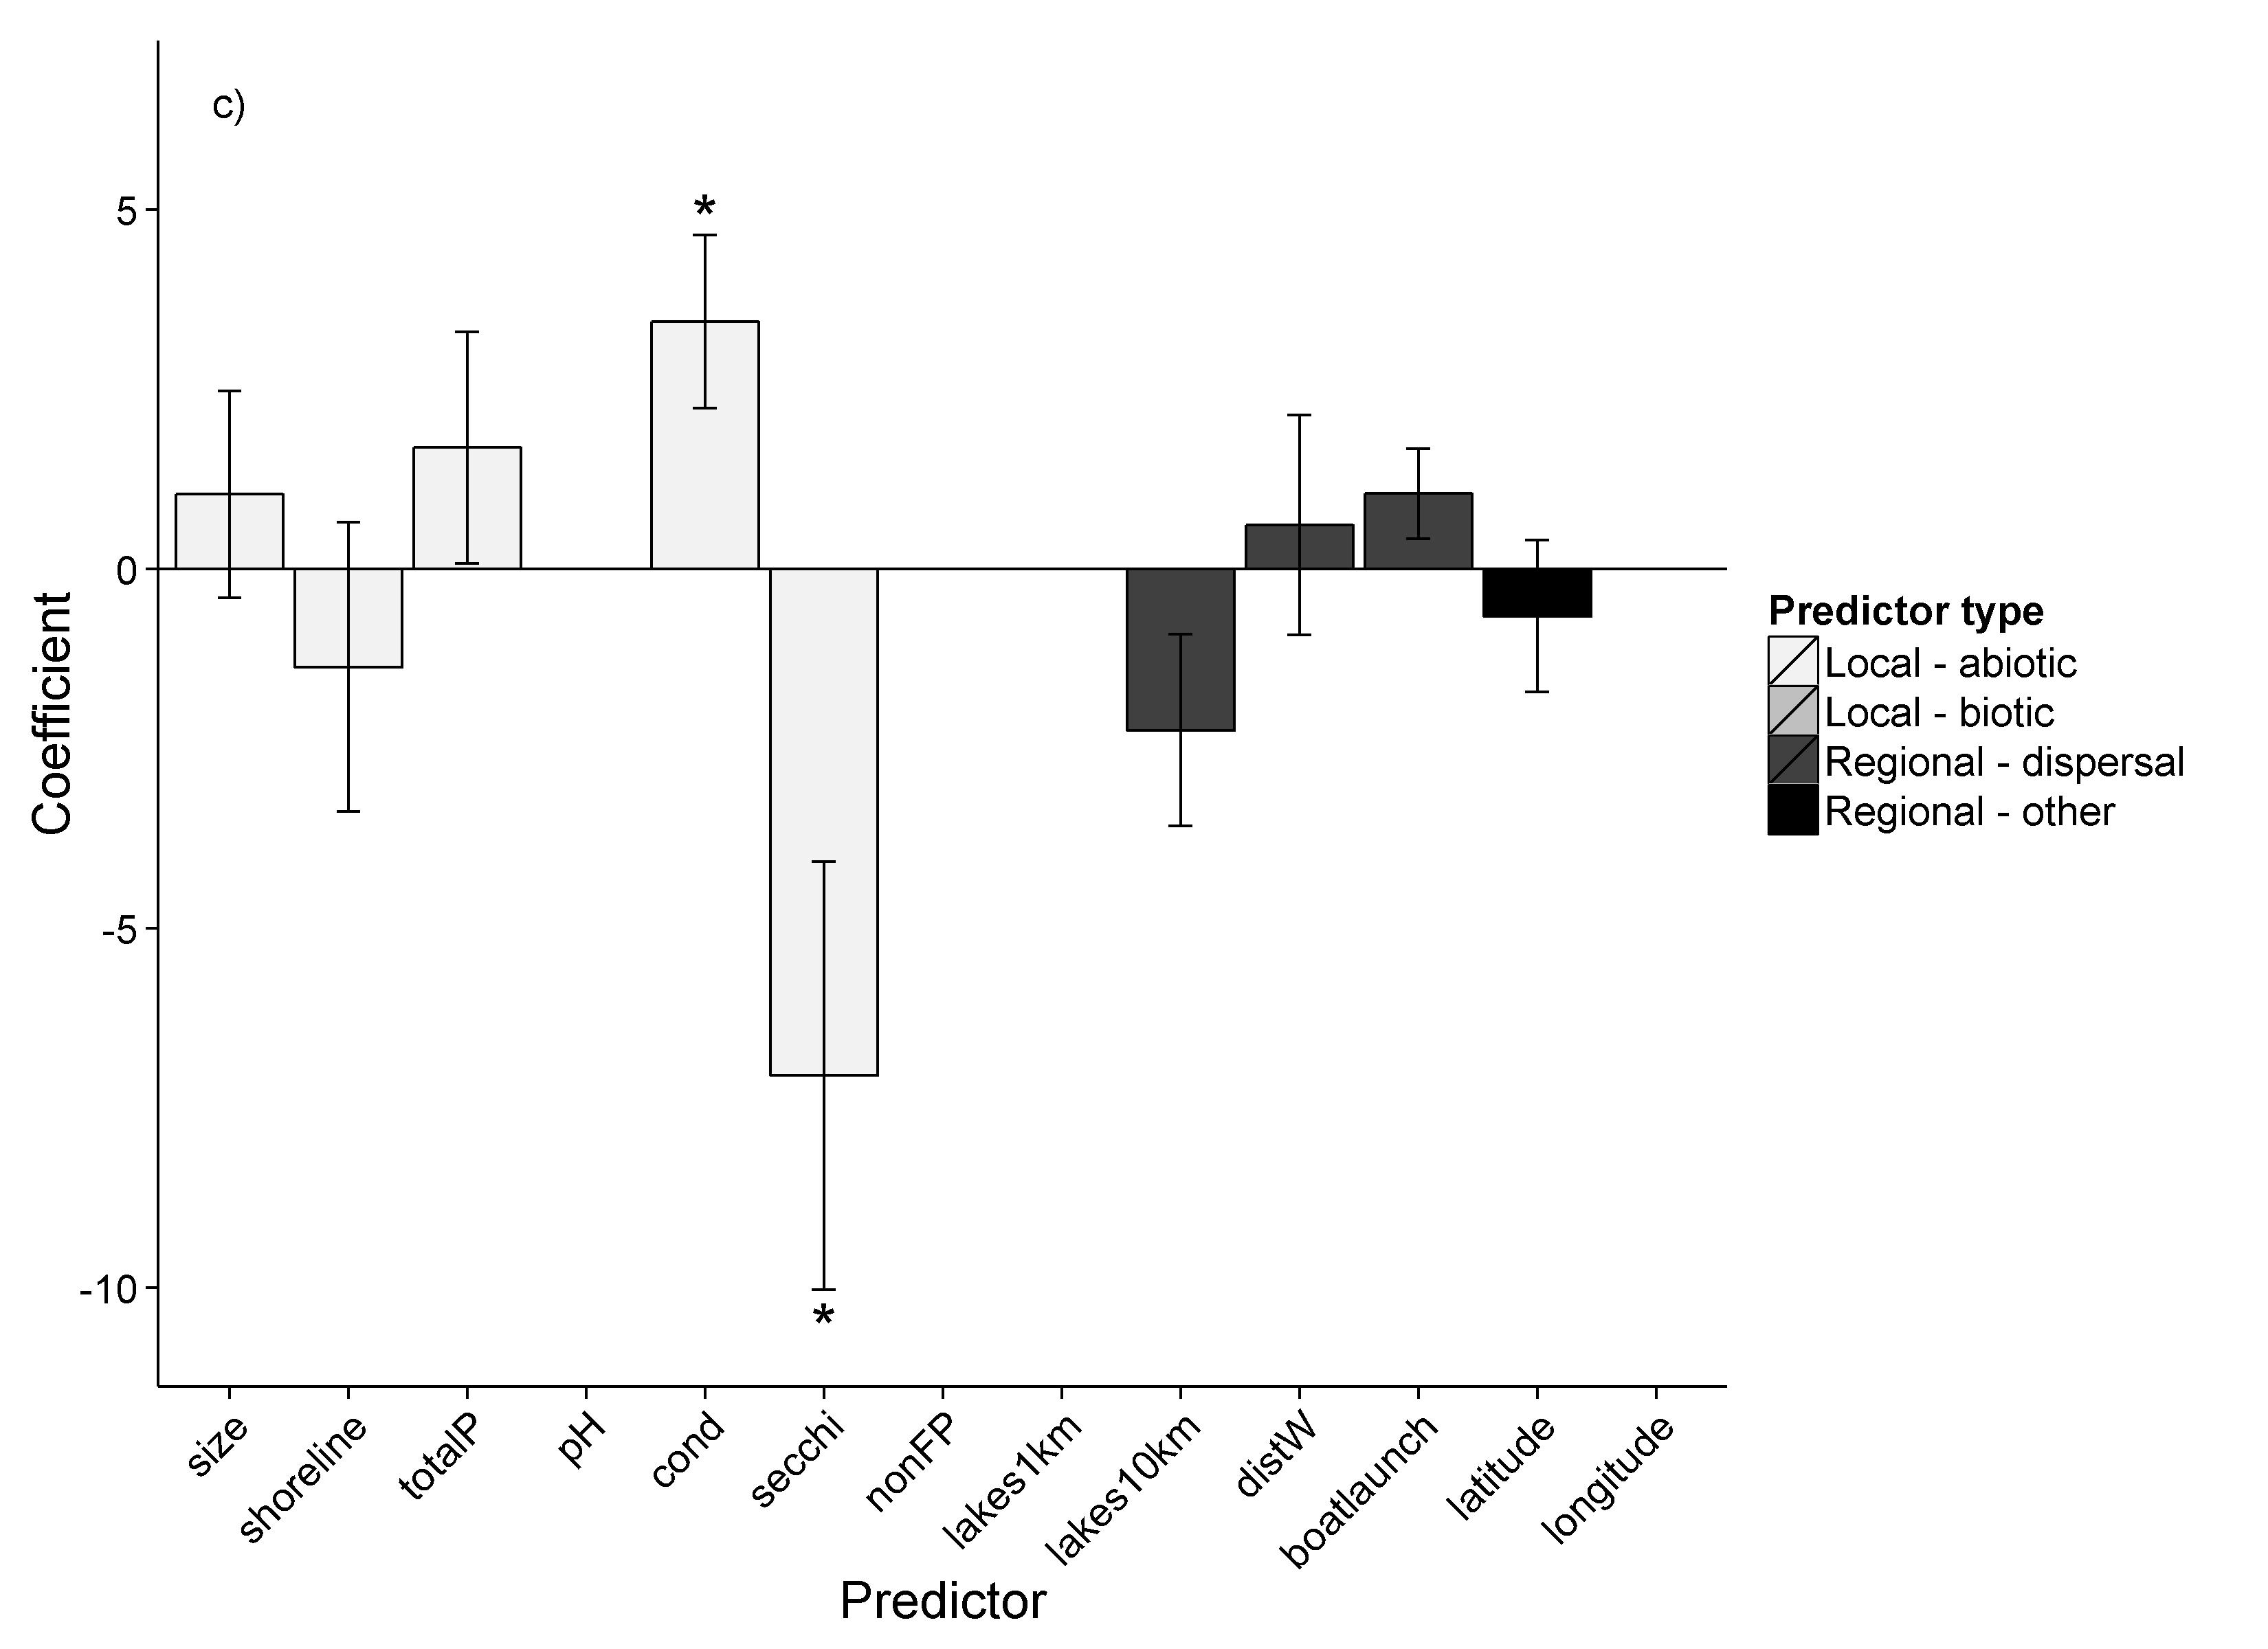 c)
5
0
-5
-10
Coefficient
*
*
size
shoreline
totalP
pH
cond
secchi
nonFP
lakes1km
lakes10km
distW
boatlaunch
latitude
longitude
Predictor
Predictor type
Local - abiotic
Local - biotic
Regional - dispersal
Regional - other